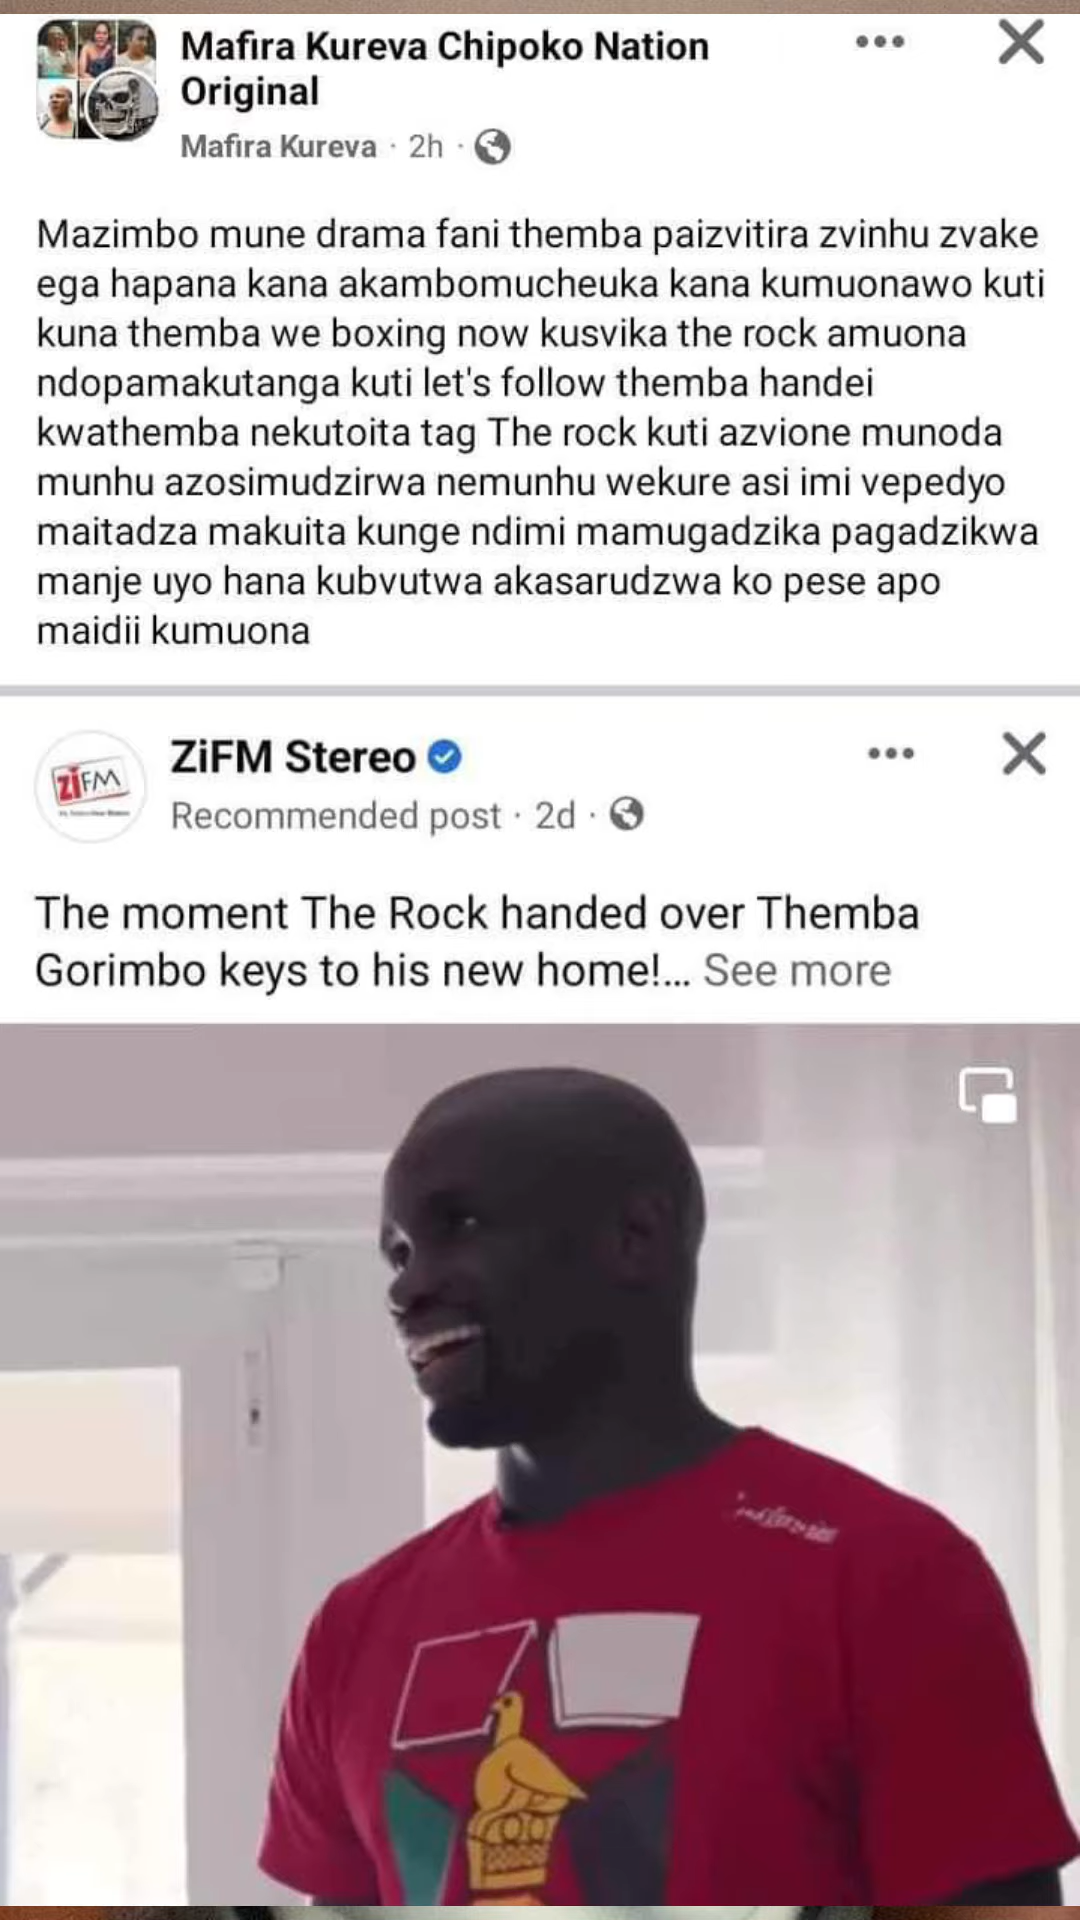 Mafira Kureva Chipoko Nation
Original
Mafira Kureva · 2h ·
Mazimbo mune drama fani themba paizvitira zvinhu zvake
ega hapana kana akambomucheuka kana kumuonawo kuti
kuna themba we boxing now kusvika the rock amuona
ndopamakutanga kuti let's follow themba handei
kwathemba nekutoita tag The rock kuti azvione munoda
munhu azosimudzirwa nemunhu wekure asi imi vepedyo
maitadza makuita kunge ndimi mamugadzika pagadzikwa
manje uyo hana kubvutwa akasarudzwa ko pese apo
maidii kumuona
ZiFM
ZiFM Stereo
Recommended post · 2d ·
The moment The Rock handed over Themba
Gorimbo keys to his new home!... See more